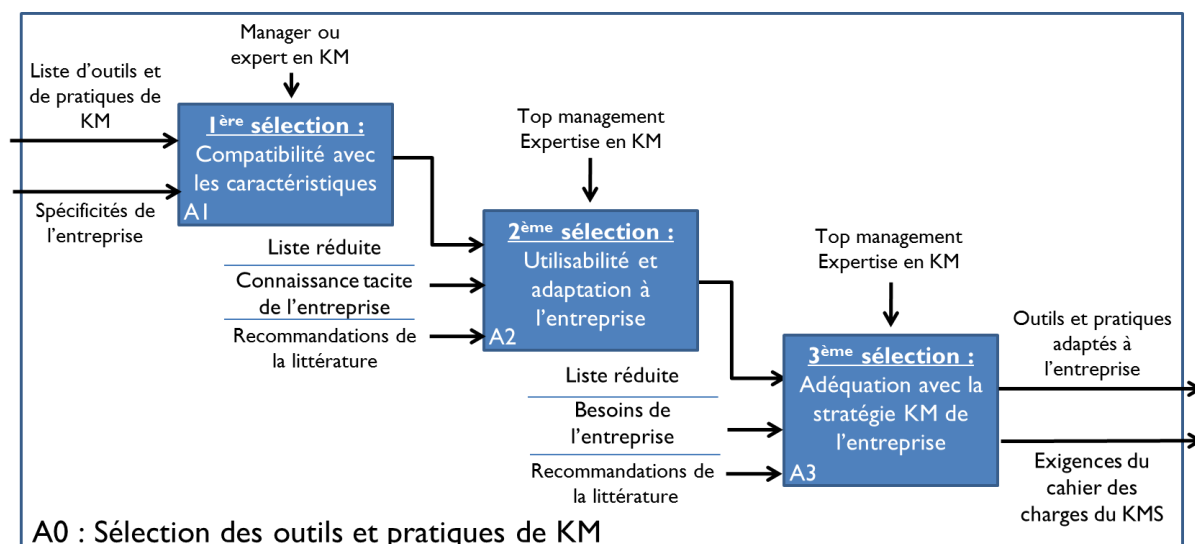 Manager ou
expert en KM
Liste d’outils et
de pratiques de
KM
1ère sélection :
Compatibilité avec
les caractéristiques
A1
Spécificités de
l’entreprise
Top management
Expertise en KM
2ème sélection :
Utilisabilité et
adaptation à
l’entreprise
A2
Liste réduite
Connaissance tacite
de l’entreprise
Recommandations de
la littérature
Top management
Expertise en KM
3ème sélection :
Adéquation avec la
stratégie KM de
l’entreprise
A3
Liste réduite
Besoins de
l’entreprise
Recommandations de
la littérature
Outils et pratiques
adaptés à
l’entreprise
Exigences du
cahier des
charges du KMS
A0 : Sélection des outils et pratiques de KM